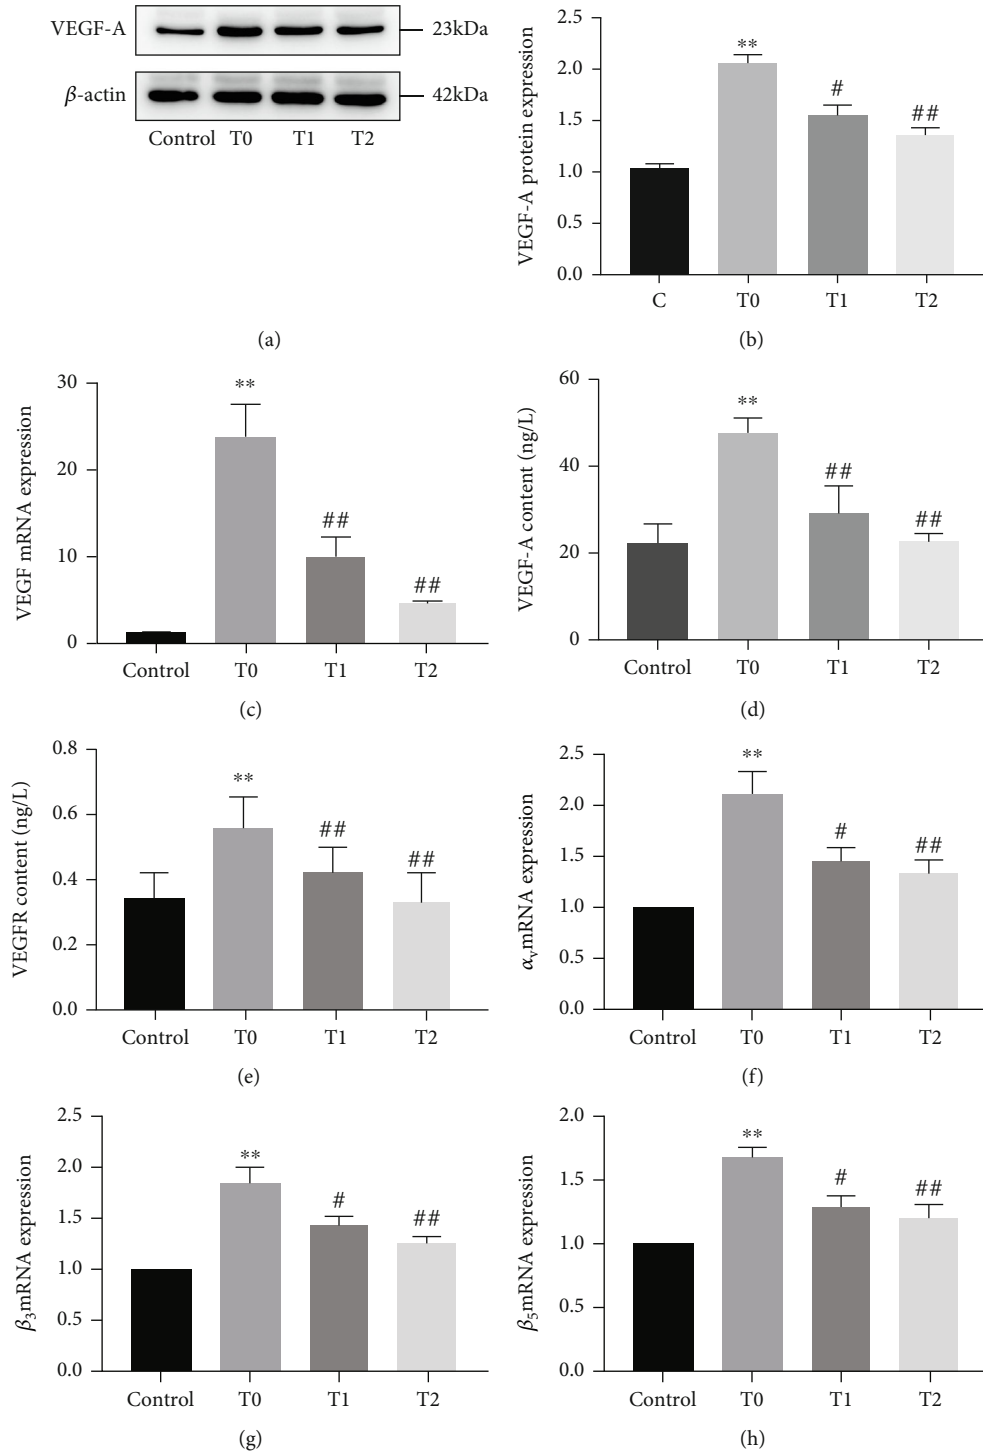 VEGF-A
23kDa
β-actin
42kDa
Control T0 T1 T2
(a)
VEGF-A protein expression
2.5
2.0
1.5
1.0
0.5
0.0
**
#
##
C T0 T1 T2
(b)
VEGF mRNA expression
30
20
10
0
**
##
##
Control T0 T1 T2
(c)
VEGF-A content (ng/L)
60
40
20
0
**
##
##
Control T0 T1 T2
(d)
VEGFR content (ng/L)
0.8
0.6
0.4
0.2
0.0
**
##
##
Control T0 T1 T2
(e)
αvmRNA expression
2.5
2.0
1.5
1.0
0.5
0.0
**
#
##
Control T0 T1 T2
(f)
β3mRNA expression
2.5
2.0
1.5
1.0
0.5
0.0
**
#
##
Control T0 T1 T2
(g)
β5mRNA expression
2.0
1.5
1.0
0.5
0.0
**
#
##
Control T0 T1 T2
(h)